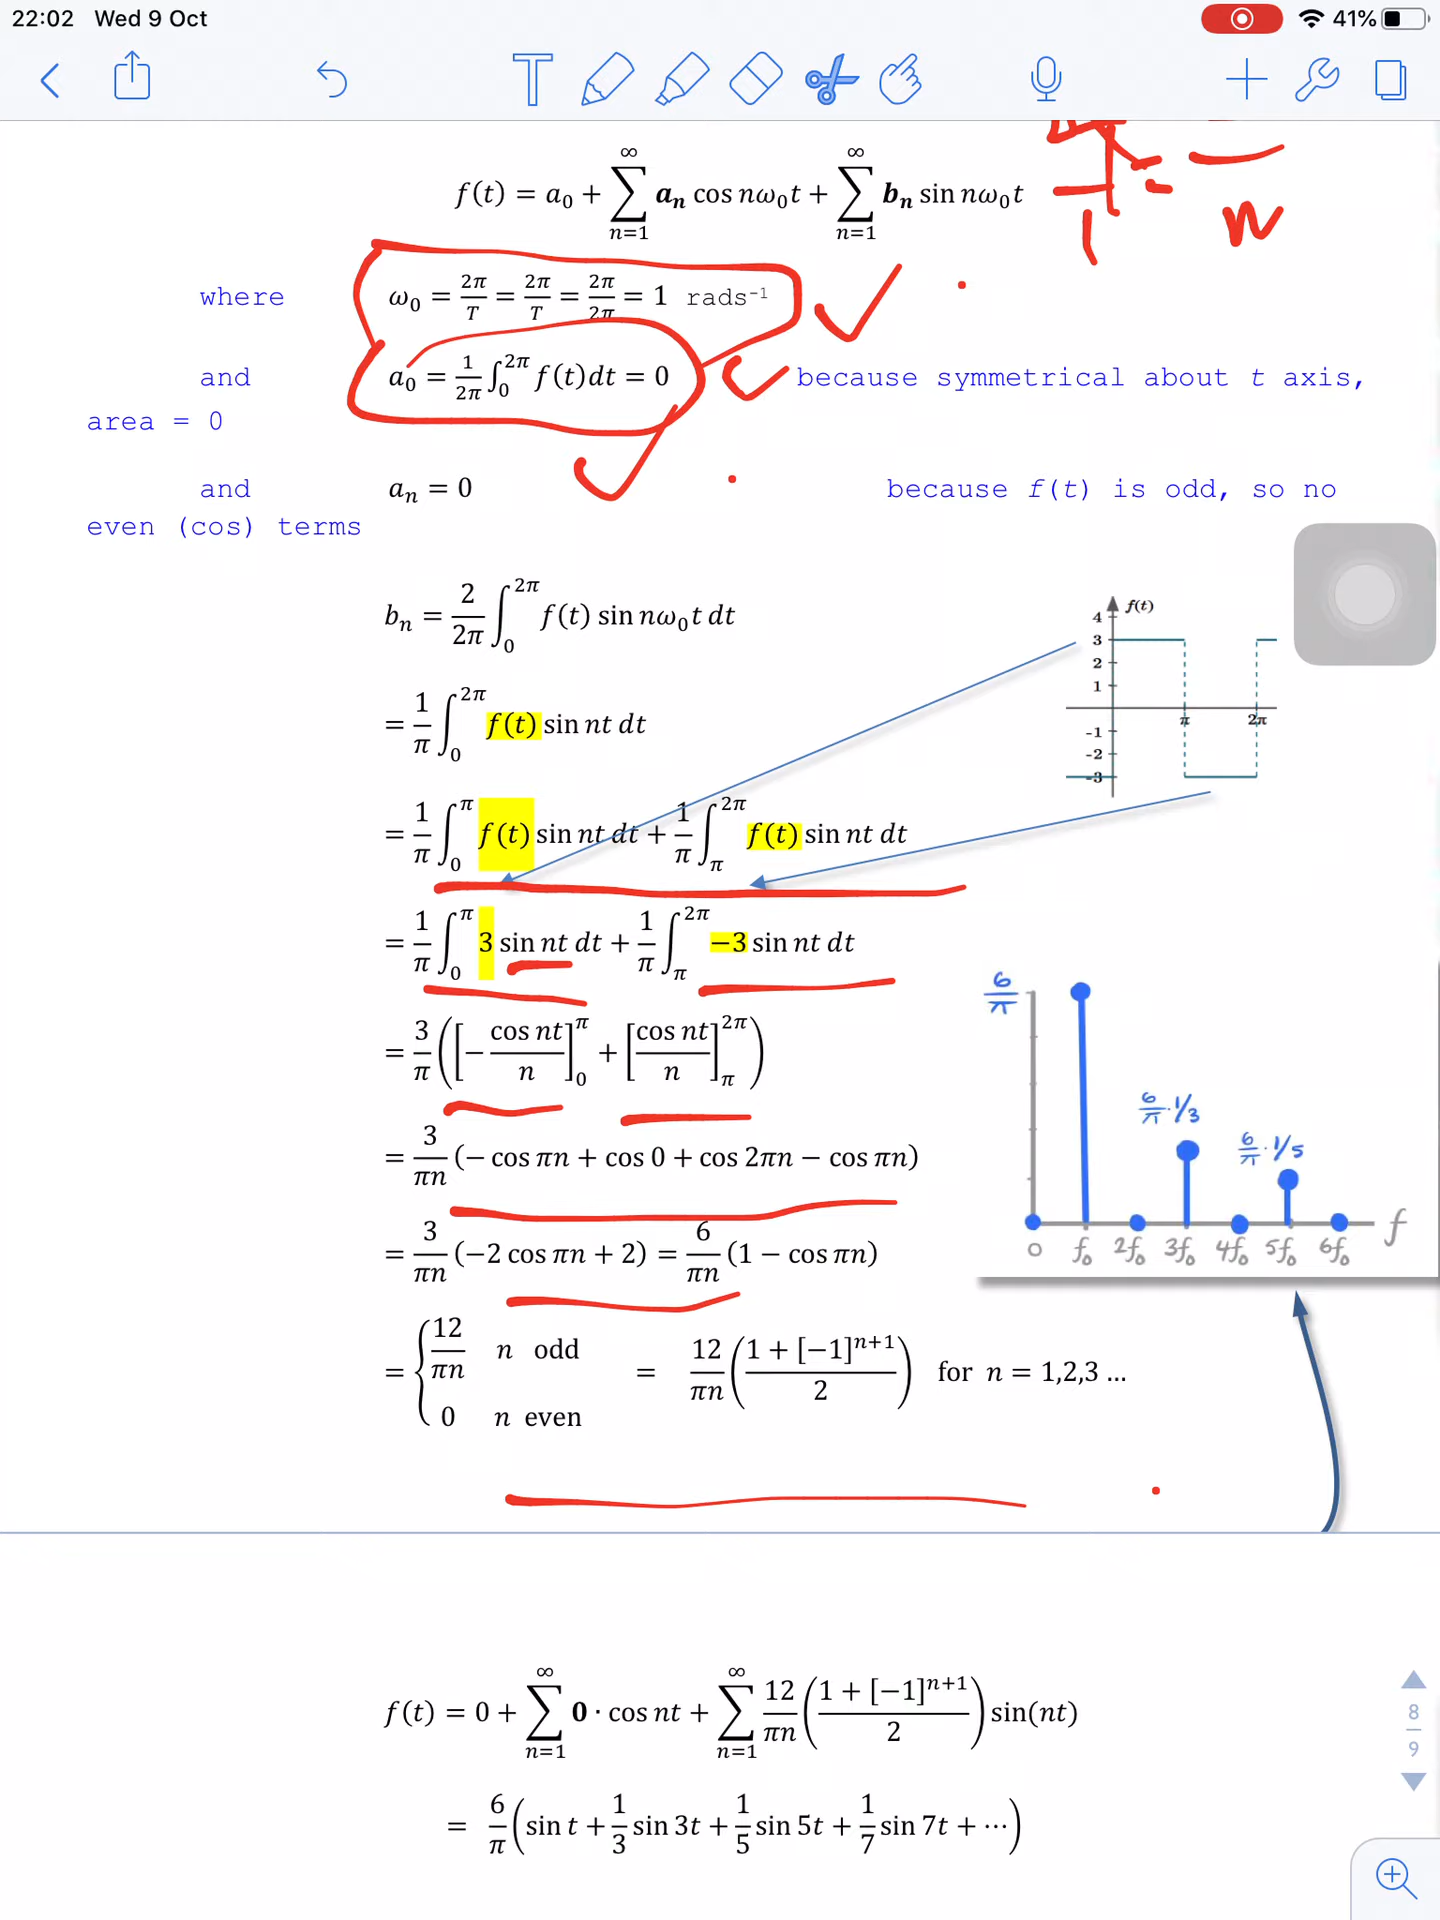 22:02 Wed 9 Oct 41%
f(t) = a₀ + ∑_{n=1}^{∞} aₙ cos nω₀t + ∑_{n=1}^{∞} bₙ sin nω₀t
n
where ω₀ = 2π/T = 2π/T = 2π/2π = 1 rads⁻¹
and a₀ = 1/2π ∫₀^{2π} f(t)dt = 0 because symmetrical about t axis,
area = 0
and aₙ = 0 because f(t) is odd, so no
even (cos) terms
bₙ = 2/2π ∫₀^{2π} f(t) sin nω₀t dt
f(t)
4
3
2
1
π 2π
-1
-2
-3
= 1/π ∫₀^{2π} f(t) sin nt dt
= 1/π ∫₀^{π} f(t) sin nt dt + 1/π ∫_π^{2π} f(t) sin nt dt
= 1/π ∫₀^{π} 3 sin nt dt + 1/π ∫_π^{2π} −3 sin nt dt
= 3/π ([− cos nt/n]₀^π + [cos nt/n]_π^{2π})
= 3/πn (− cos πn + cos 0 + cos 2πn − cos πn)
= 3/πn (−2 cos πn + 2) = 6/πn (1 − cos πn)
6/π
6/π · 1/3
6/π · 1/5
0 f₀ 2f₀ 3f₀ 4f₀ 5f₀ 6f₀ f
= { 12/πn n odd
0 n even
= 12/πn (1 + [−1]ⁿ⁺¹/2) for n = 1,2,3 ...
f(t) = 0 + ∑_{n=1}^{∞} 0 · cos nt + ∑_{n=1}^{∞} 12/πn (1 + [−1]ⁿ⁺¹/2) sin(nt)
= 6/π (sin t + 1/3 sin 3t + 1/5 sin 5t + 1/7 sin 7t + ⋯)
8
9